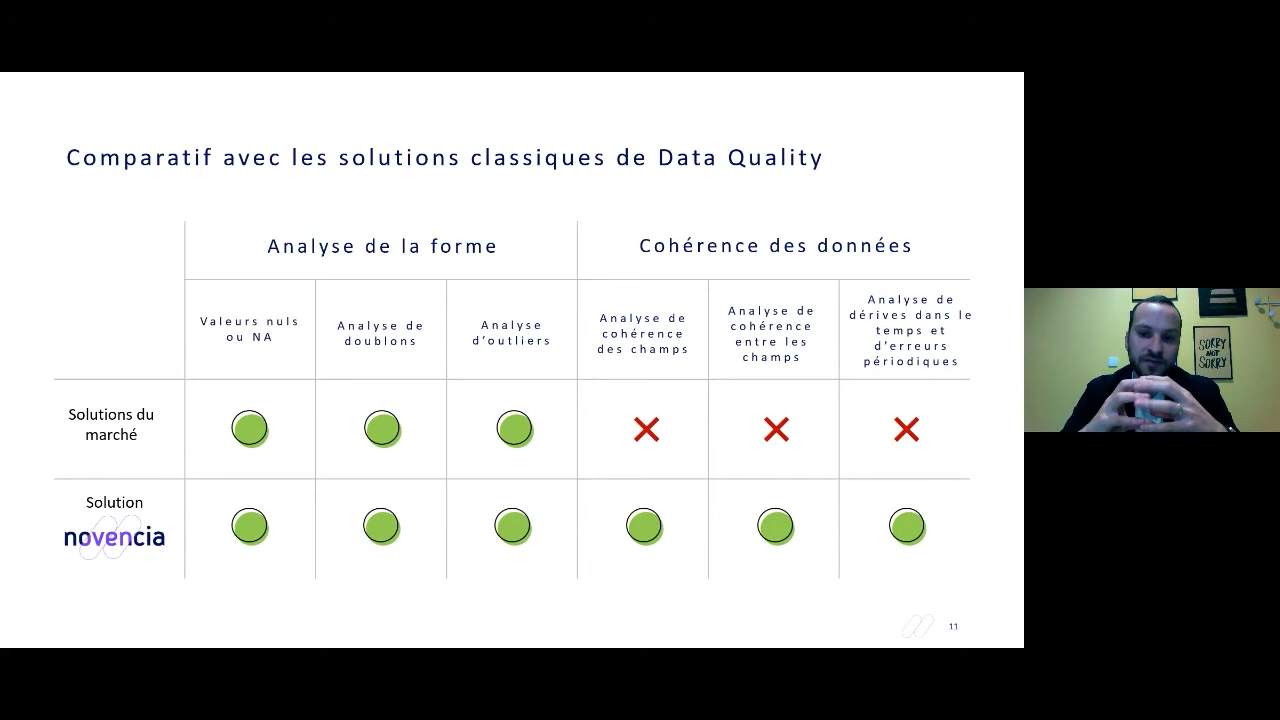 Comparatif avec les solutions classiques de Data Quality
Analyse de la forme
Cohérence des données
Valeurs nuls
ou NA
Analyse de
doublons
Analyse
d'outliers
Analyse de
cohérence
des champs
Analyse de
cohérence
entre les
champs
Analyse de
dérives dans le
temps et
d'erreurs
périodiques
Solutions du
marché
Solution
novencia
11
SORRY
NOT
SORRY